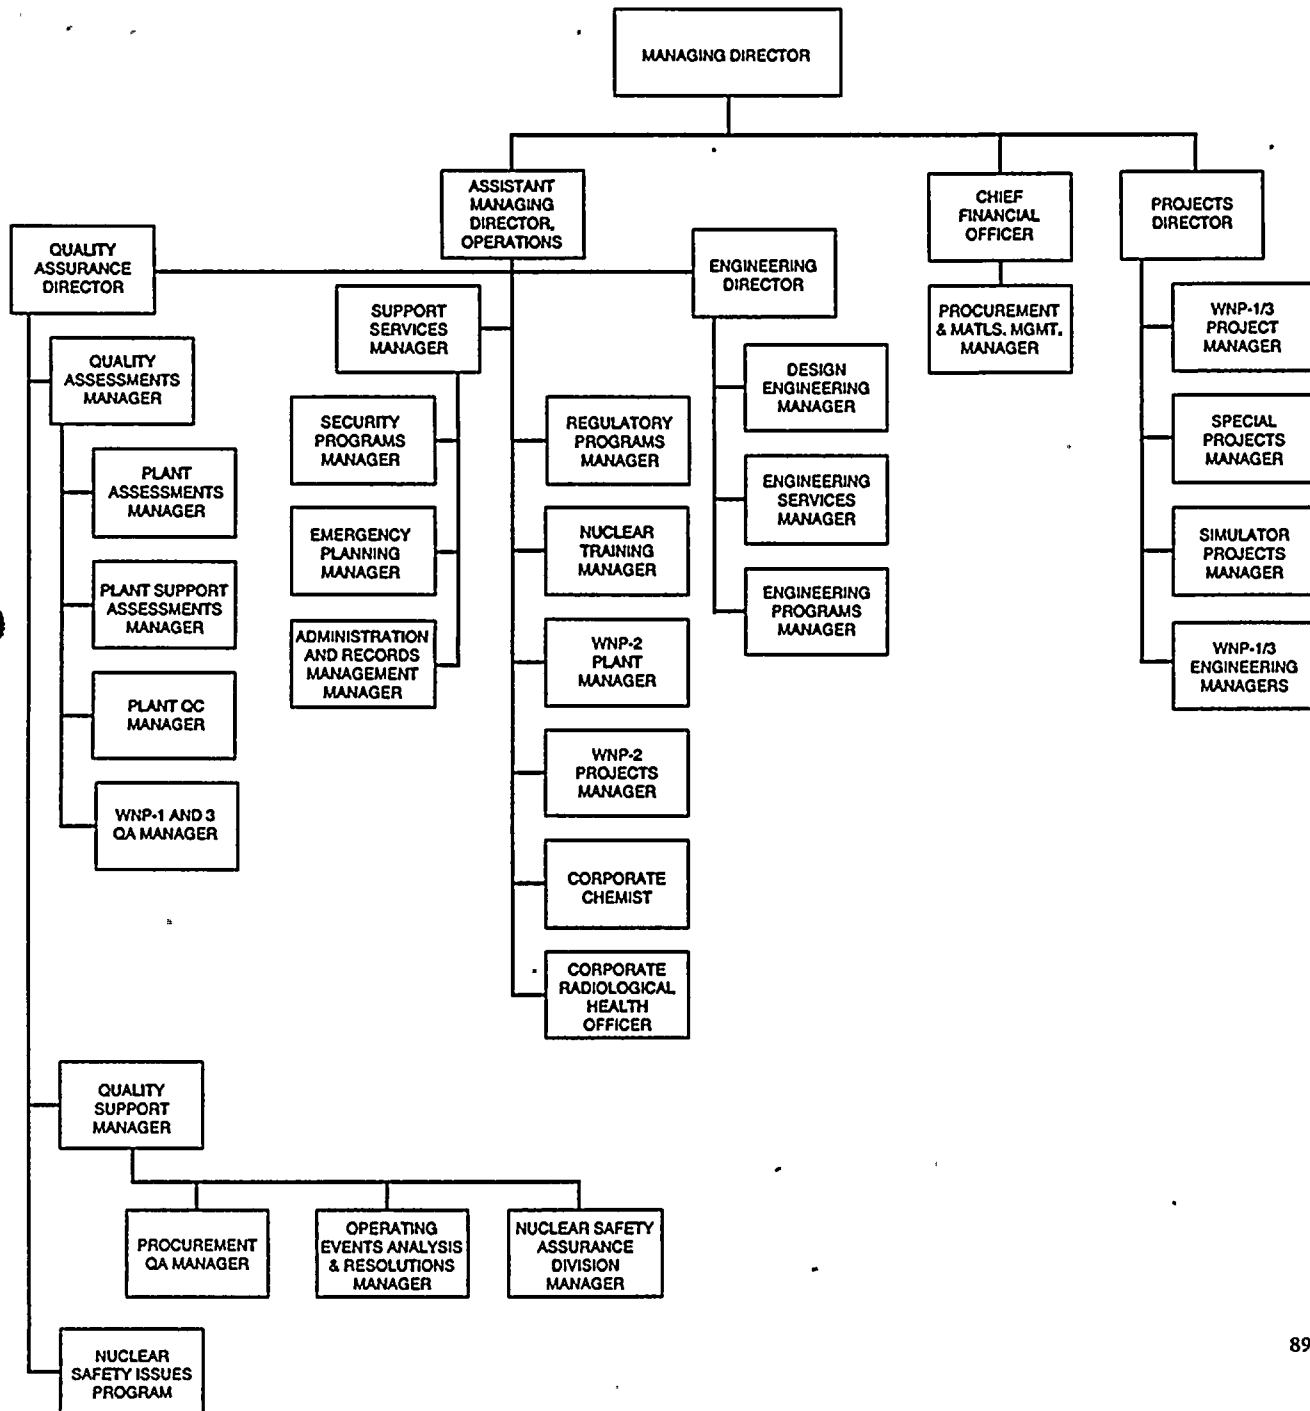 MANAGING DIRECTOR
ASSISTANT
MANAGING
DIRECTOR,
OPERATIONS
CHIEF
FINANCIAL
OFFICER
PROJECTS
DIRECTOR
QUALITY
ASSURANCE
DIRECTOR
ENGINEERING
DIRECTOR
SUPPORT
SERVICES
MANAGER
PROCUREMENT
& MATLS. MGMT.
MANAGER
WNP-1/3
PROJECT
MANAGER
QUALITY
ASSESSMENTS
MANAGER
DESIGN
ENGINEERING
MANAGER
SECURITY
PROGRAMS
MANAGER
REGULATORY
PROGRAMS
MANAGER
SPECIAL
PROJECTS
MANAGER
PLANT
ASSESSMENTS
MANAGER
ENGINEERING
SERVICES
MANAGER
EMERGENCY
PLANNING
MANAGER
NUCLEAR
TRAINING
MANAGER
SIMULATOR
PROJECTS
MANAGER
PLANT SUPPORT
ASSESSMENTS
MANAGER
ENGINEERING
PROGRAMS
MANAGER
ADMINISTRATION
AND RECORDS
MANAGEMENT
MANAGER
WNP-2
PLANT
MANAGER
WNP-1/3
ENGINEERING
MANAGERS
PLANT QC
MANAGER
WNP-2
PROJECTS
MANAGER
WNP-1 AND 3
QA MANAGER
CORPORATE
CHEMIST
CORPORATE
RADIOLOGICAL
HEALTH
OFFICER
QUALITY
SUPPORT
MANAGER
PROCUREMENT
QA MANAGER
OPERATING
EVENTS ANALYSIS
& RESOLUTIONS
MANAGER
NUCLEAR SAFETY
ASSURANCE
DIVISION
MANAGER
NUCLEAR
SAFETY ISSUES
PROGRAM
89